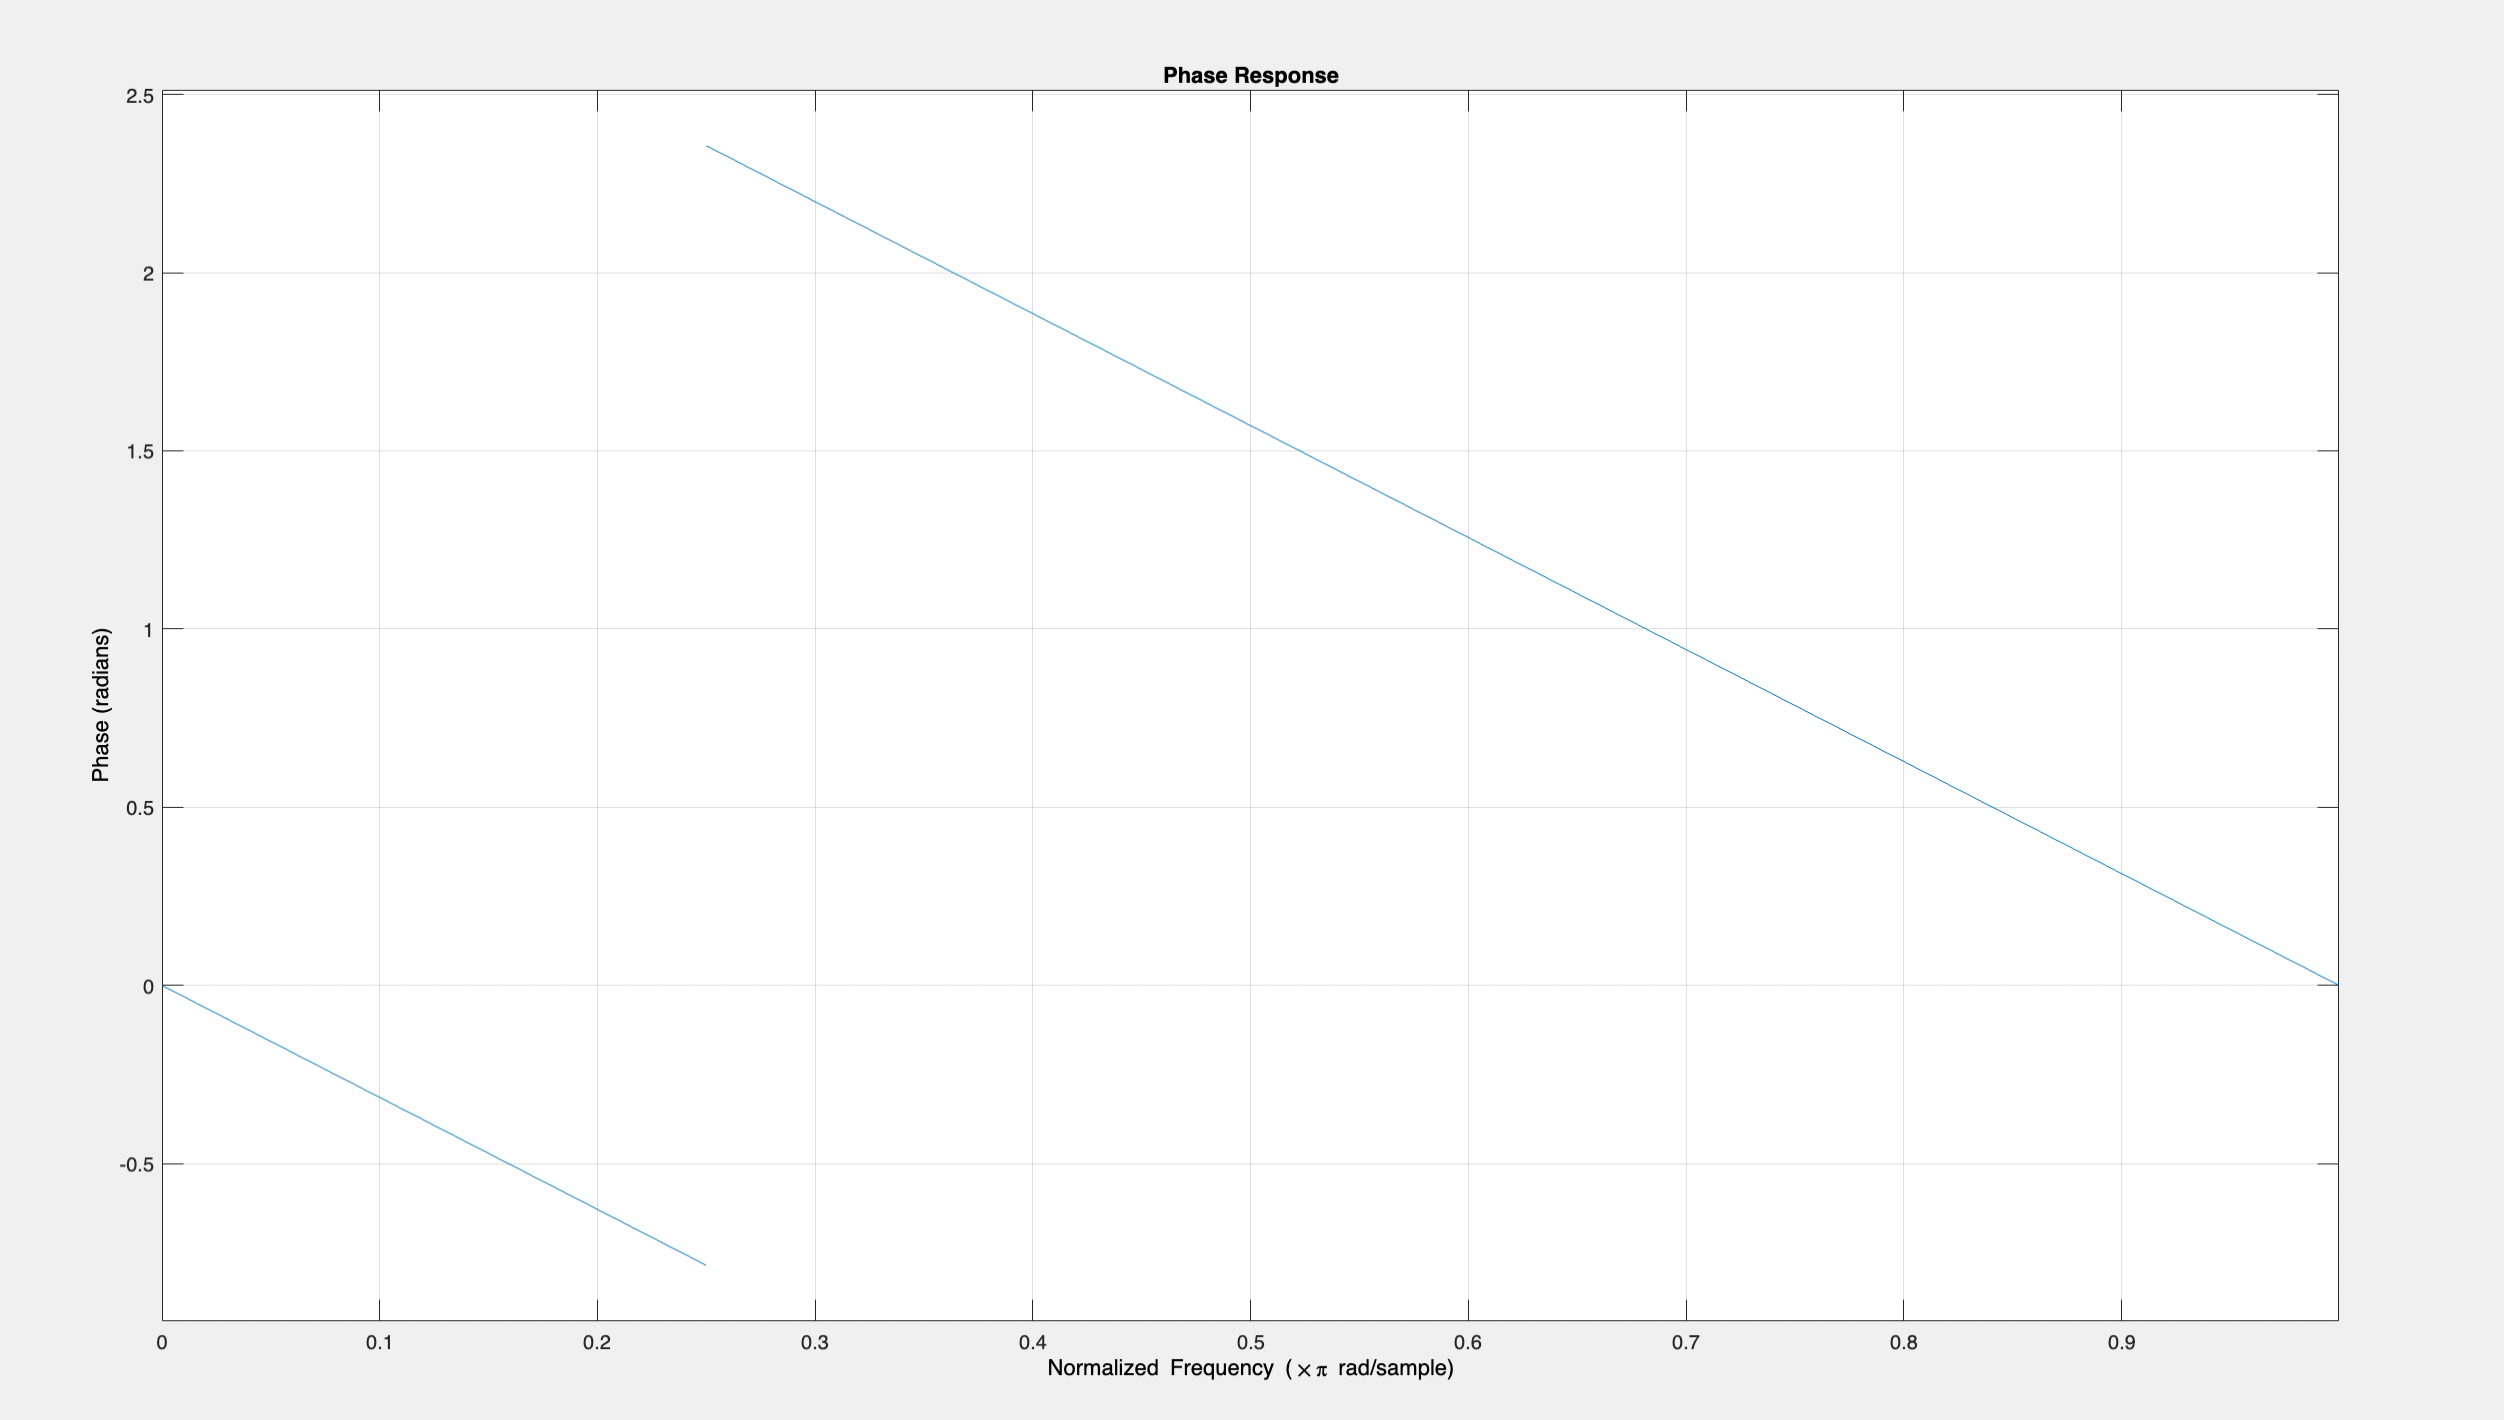 Phase Response
2.5
2
1.5
1
0.5
0
-0.5
Phase (radians)
0 0.1 0.2 0.3 0.4 0.5 0.6 0.7 0.8 0.9
Normalized Frequency (×π rad/sample)